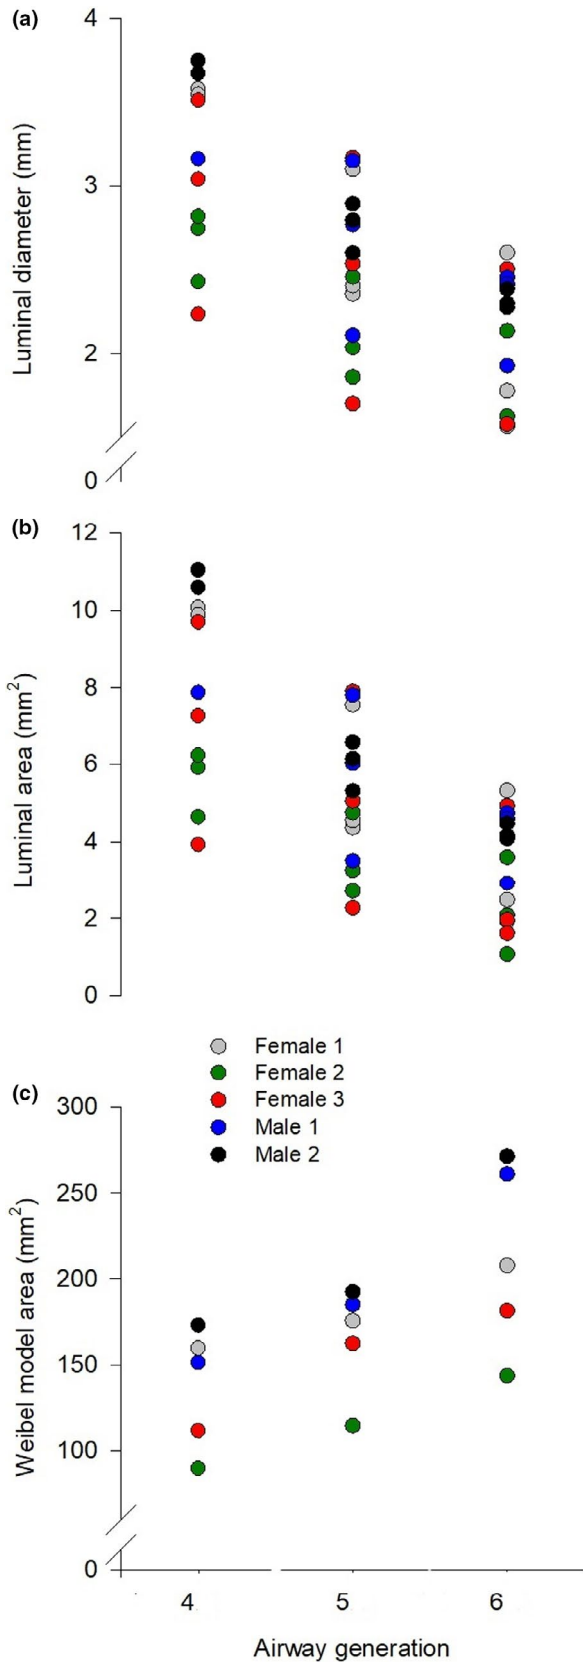 (a)
4
3
2
0
Luminal diameter (mm)
(b)
12
10
8
6
4
2
0
Luminal area (mm²)
Female 1
Female 2
Female 3
Male 1
Male 2
(c)
300
250
200
150
100
0
Weibel model area (mm²)
4 5 6
Airway generation